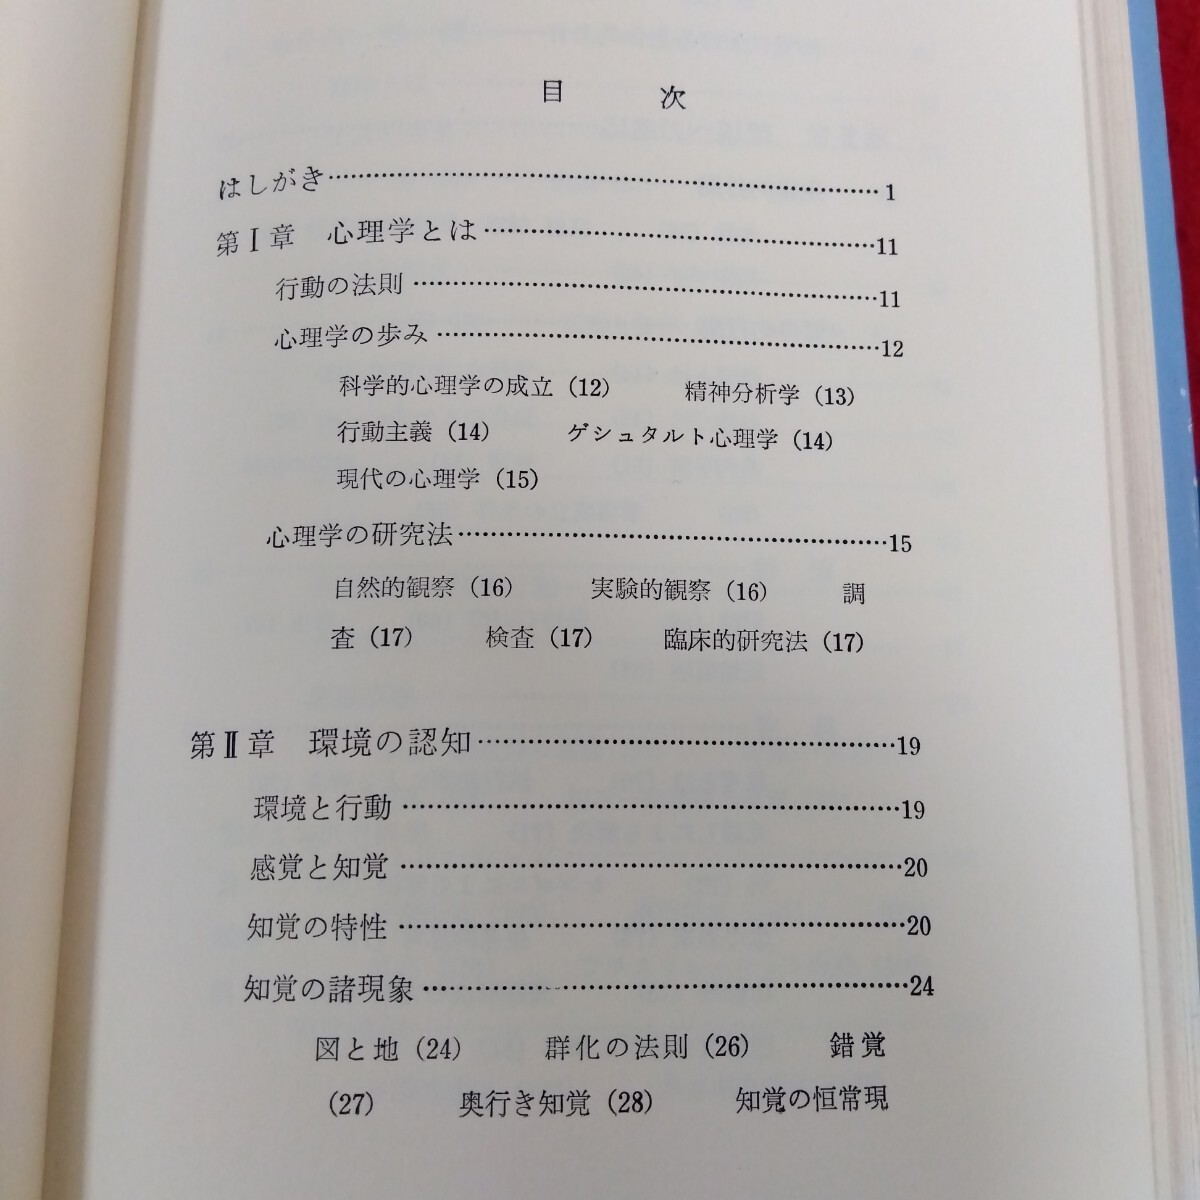 目　次
はしがき……………………………………………………1
第Ⅰ章　心理学とは……………………………………11
行動の法則……………………………………………11
心理学の歩み…………………………………………12
科学的心理学の成立（12）　精神分析学（13）
行動主義（14）　ゲシュタルト心理学（14）
現代の心理学（15）
心理学の研究法………………………………………15
自然的観察（16）　実験的観察（16）　調
査（17）　検査（17）　臨床的研究法（17）
第Ⅱ章　環境の認知……………………………………19
環境と行動……………………………………………19
感覚と知覚……………………………………………20
知覚の特性……………………………………………20
知覚の諸現象…………………………………………24
図と地（24）　群化の法則（26）　錯覚
（27）　奥行き知覚（28）　知覚の恒常現